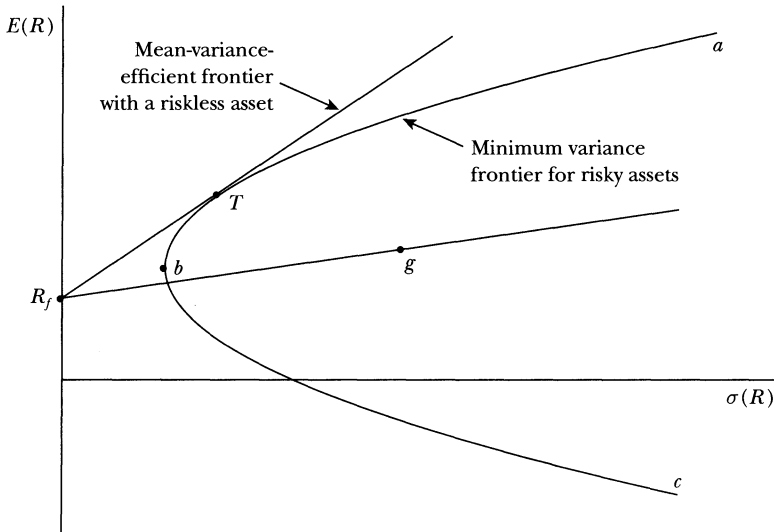 E(R)
Mean-variance-
efficient frontier
with a riskless asset
a
Minimum variance
frontier for risky assets
T
b
g
R_f
σ(R)
c